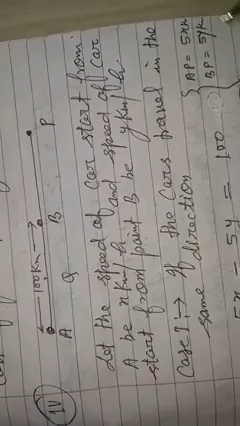 IV
100 Km
A Q B P
Let the speed of car start from
A be x km/h and speed of car
start from point B be y km/h.
Case I :→ If the cars travel in the
same direction
AP = 5x
BP = 5y
5x - 5y = 100